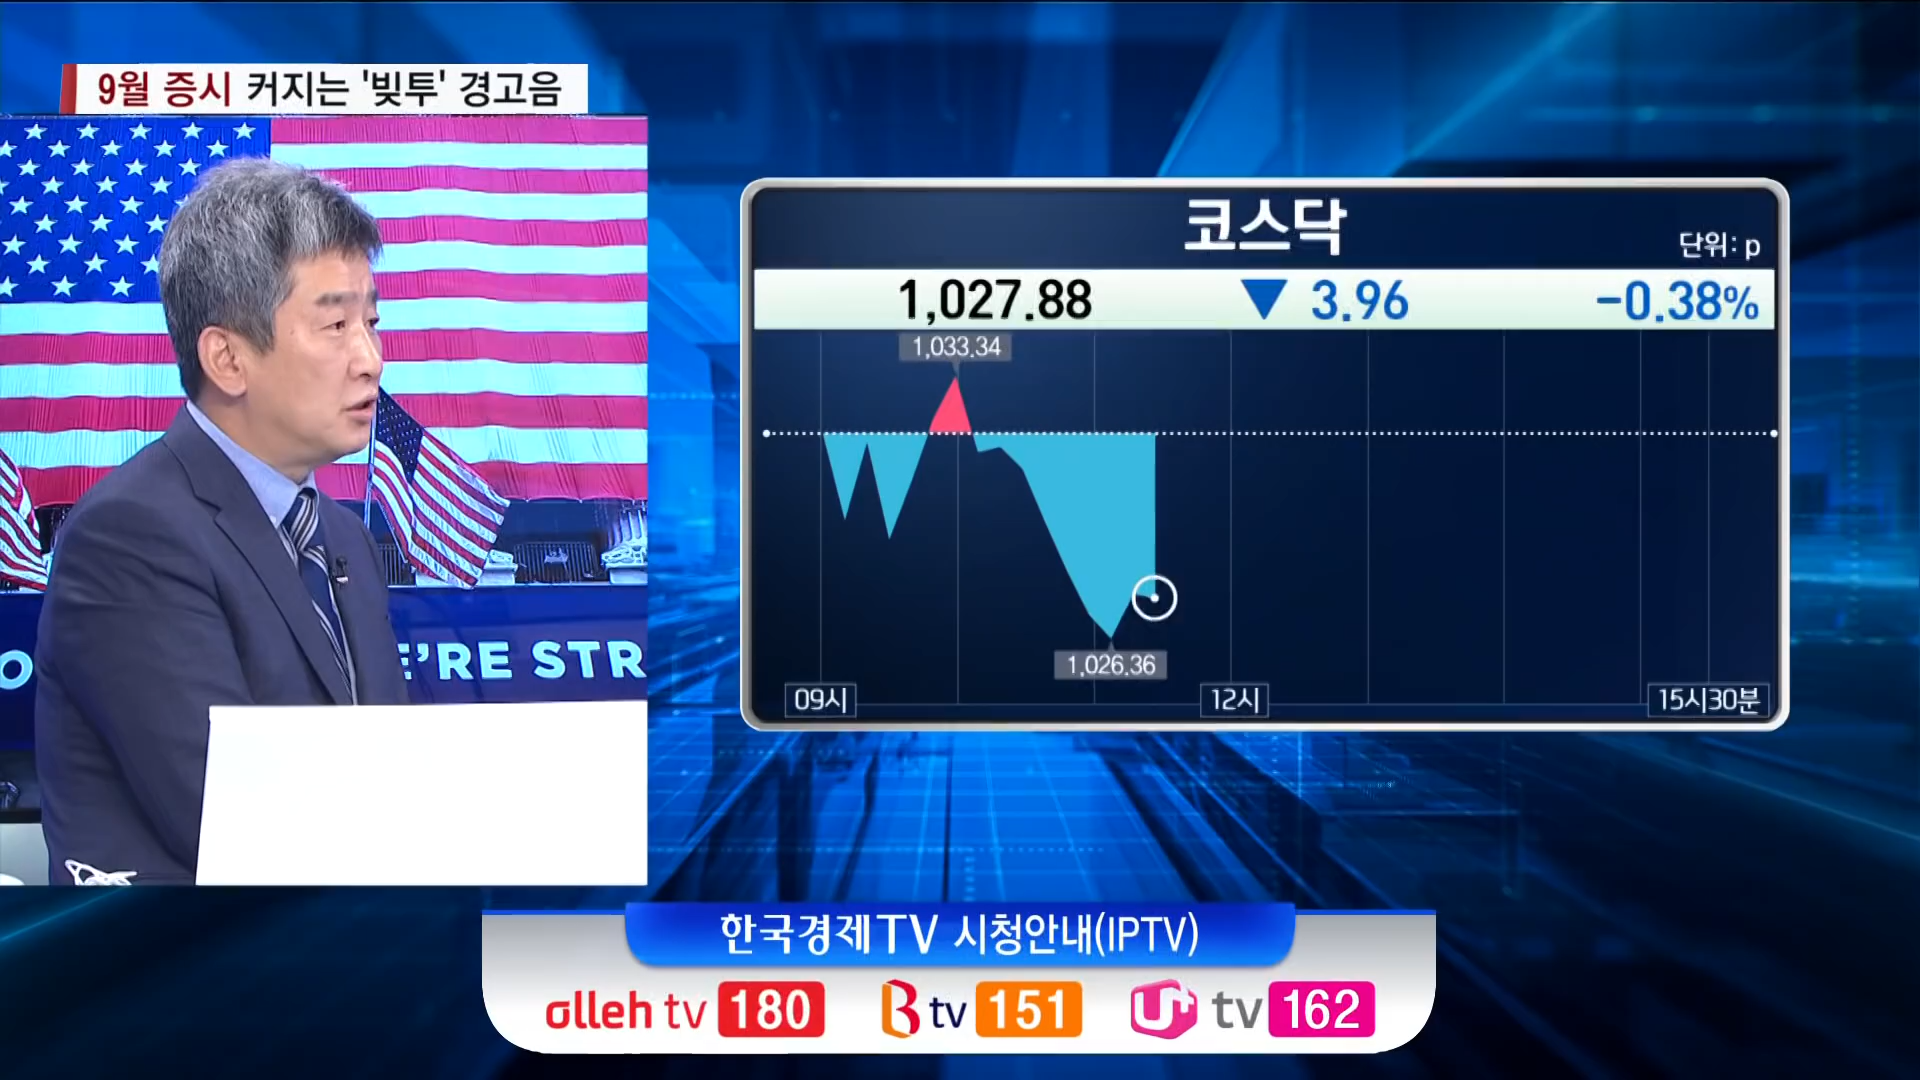 9월 증시 커지는 '빚투' 경고음
코스닥
단위: p
1,027.88 ▼ 3.96 -0.38%
1,033.34
1,026.36
09시 12시 15시30분
E'RE STR
한국경제TV 시청안내(IPTV)
olleh tv 180 B tv 151 U+ tv 162